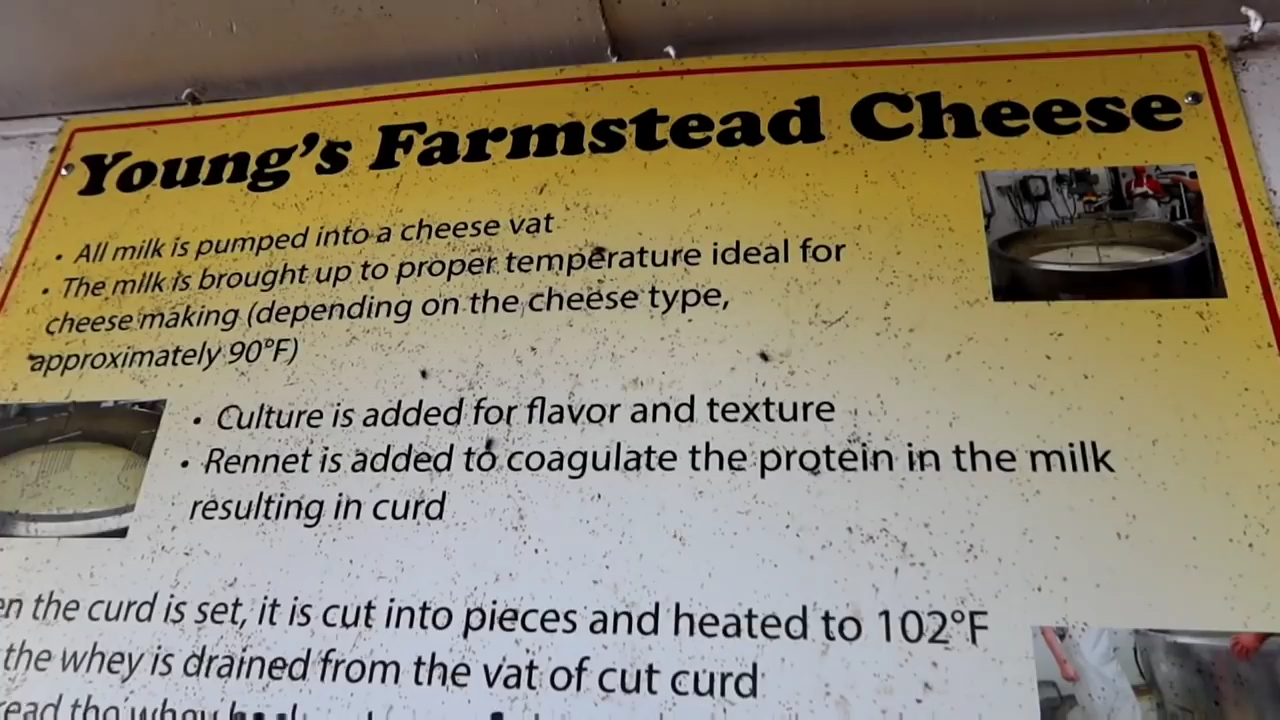 Young's Farmstead Cheese
• All milk is pumped into a cheese vat
• The milk is brought up to proper temperature ideal for
cheese making (depending on the cheese type,
approximately 90°F)
• Culture is added for flavor and texture
• Rennet is added to coagulate the protein in the milk
resulting in curd
the curd is set, it is cut into pieces and heated to 102°F
the whey is drained from the vat of cut curd
the whey